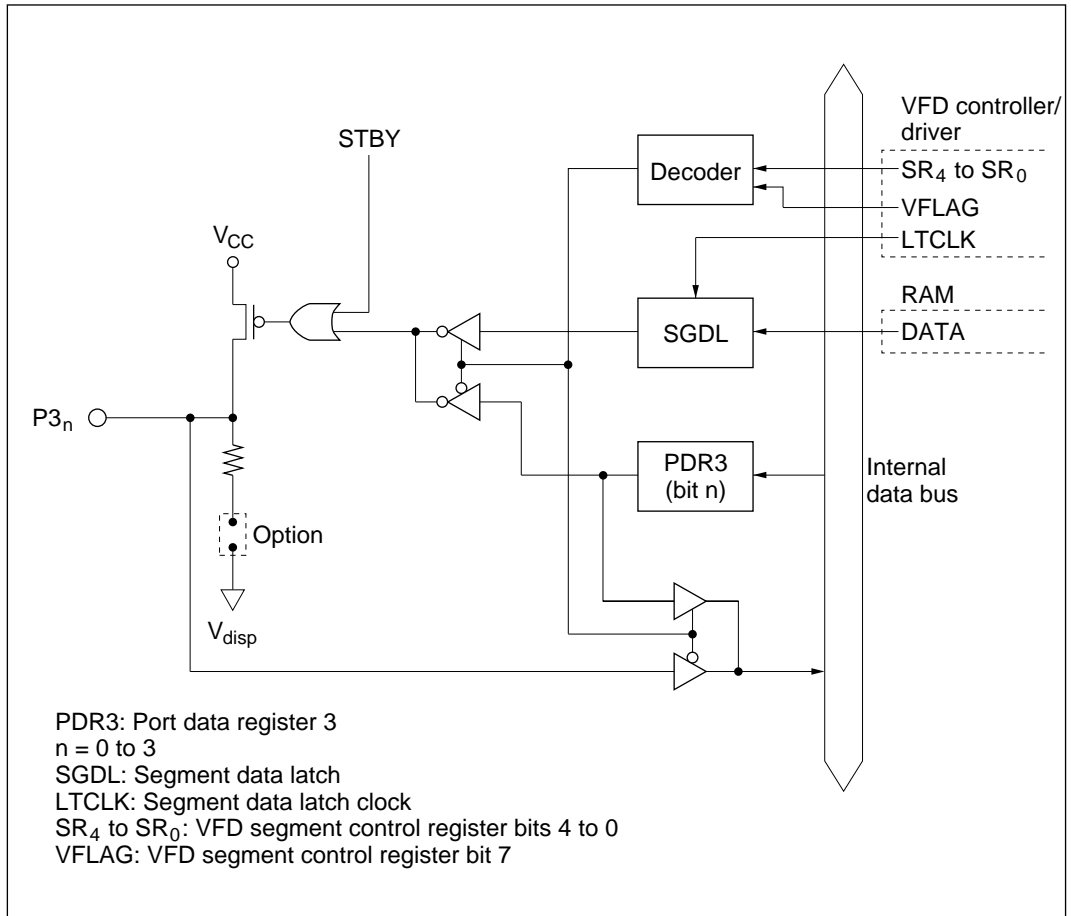 VFD controller/
driver
STBY
Decoder
SR4 to SR0
VFLAG
LTCLK
VCC
RAM
SGDL
DATA
P3n
PDR3
(bit n)
Internal
data bus
Option
Vdisp
PDR3: Port data register 3
n = 0 to 3
SGDL: Segment data latch
LTCLK: Segment data latch clock
SR4 to SR0: VFD segment control register bits 4 to 0
VFLAG: VFD segment control register bit 7